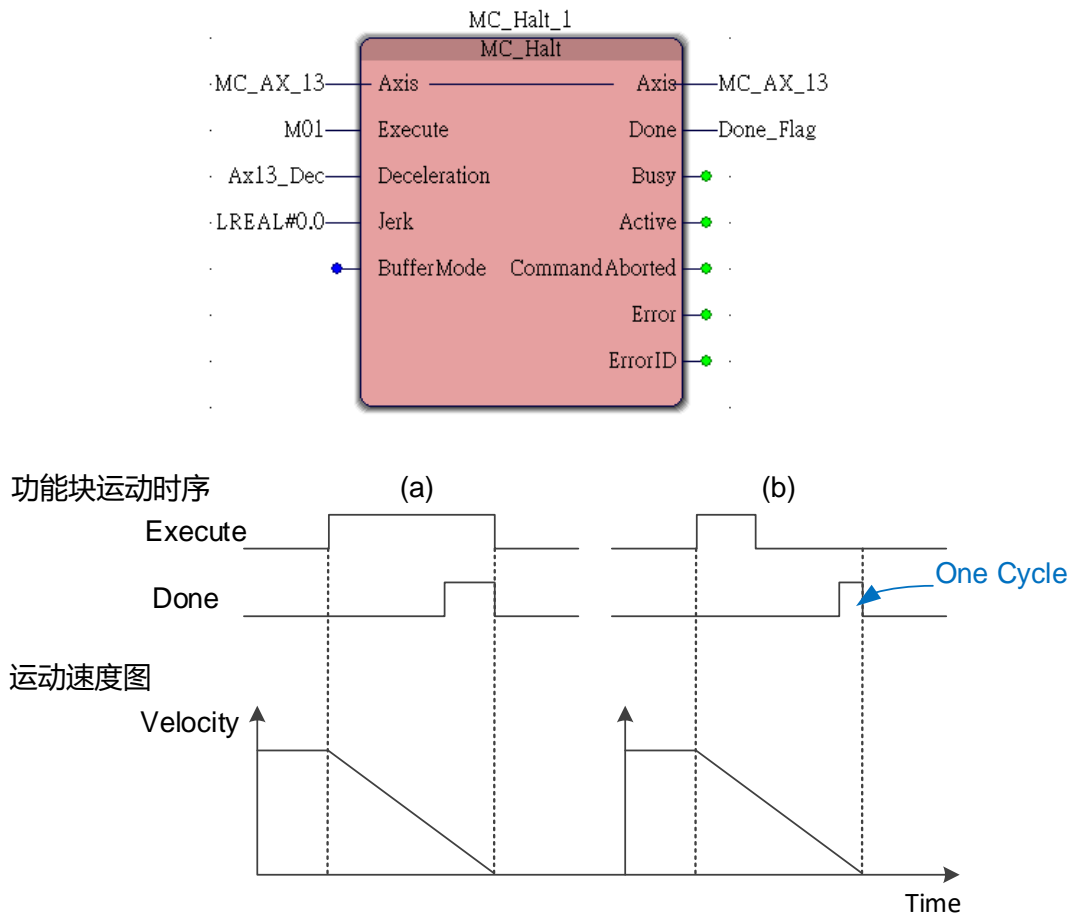 MC_Halt_1
MC_Halt
MC_AX_13 Axis Axis MC_AX_13
M01 Execute Done Done_Flag
Ax13_Dec Deceleration Busy
LREAL#0.0 Jerk Active
BufferMode CommandAborted
Error
ErrorID
功能块运动时序 (a) (b)
Execute
One Cycle
Done
运动速度图
Velocity
Time